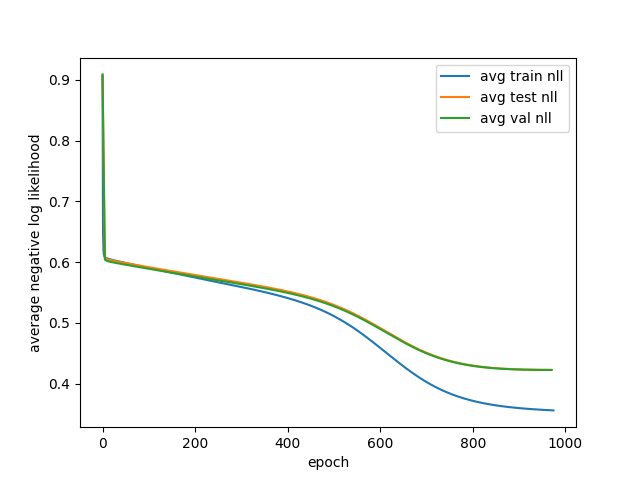 avg train nll
avg test nll
avg val nll
average negative log likelihood
0.9
0.8
0.7
0.6
0.5
0.4
0 200 400 600 800 1000
epoch